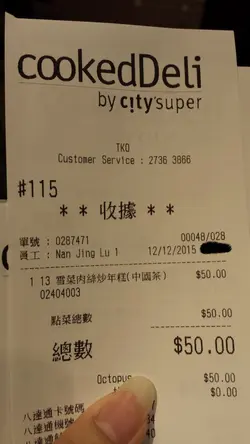 cookedDeli
by city'super
TKO
Customer Service : 2736 3866
#115
* * 收據 * *
單號 : 0287471 00048/028
員工 : Nan Jing Lu 1 12/12/2015
1 13 雪菜肉絲炒年糕(中國茶) $50.00
02404003
點菜總數 $50.00
總數 $50.00
Octopus $50.00
$0.00
八達通卡號碼
八達通機號